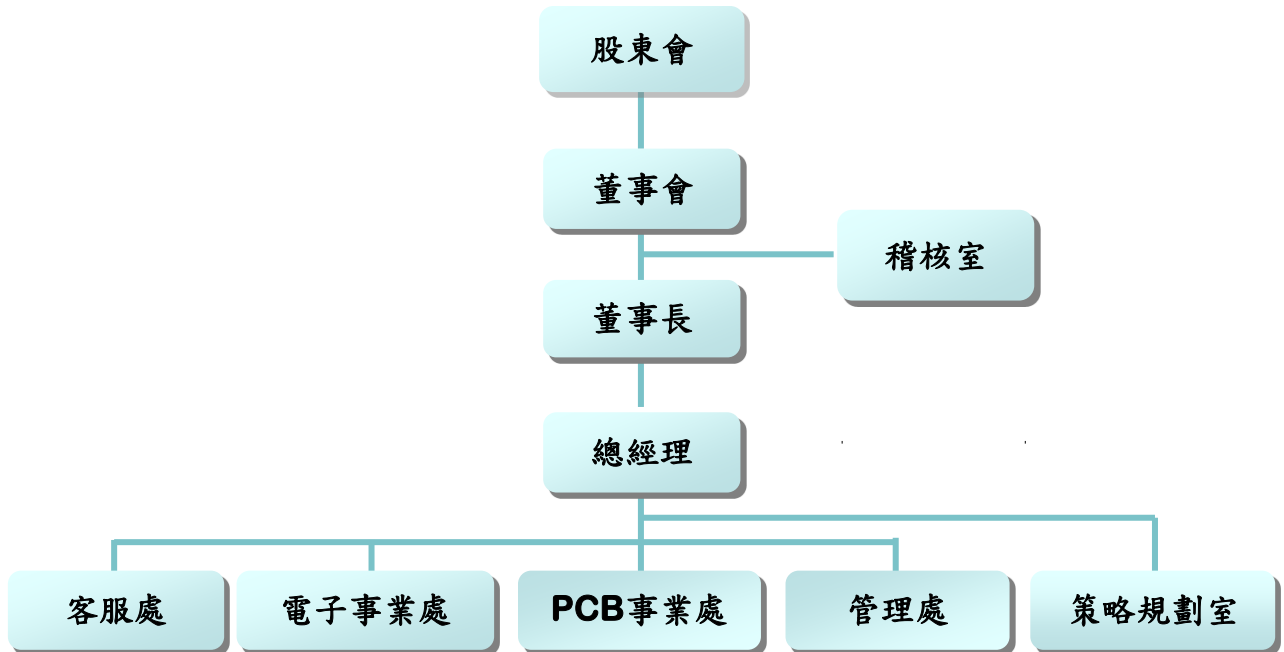 股東會
董事會
稽核室
董事長
總經理
客服處
電子事業處
PCB事業處
管理處
策略規劃室